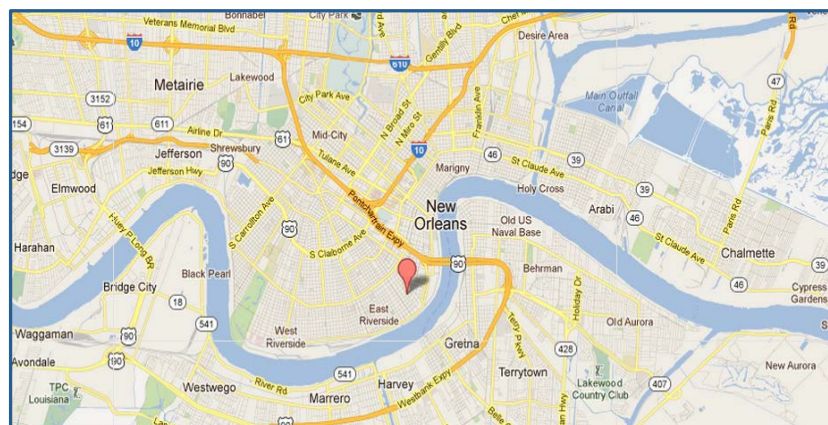 Bonnabel
City Park
Veterans Memorial Blvd
10
Gentilly Blvd
Desire Area
610
Metairie
Lakewood
3152
City Park Ave
N Broad St
N Miro St
Franklin Ave
Main Outfall
Canal
47
Paris Rd
154
61
611
Airline Dr
61
Mid-City
10
3139
Jefferson
Shrewsbury
90
Tulane Ave
Marigny
46
St Claude Ave
39
Jefferson Hwy
Elmwood
Pontchartrain Expy
New
Orleans
Holy Cross
39
Arabi
46
Paris Rd
Huey P Long BR
S Carrollton Ave
90
S Claiborne Ave
Old US
Naval Base
St Claude Ave
Chalmette
39
Harahan
Black Pearl
90
Behrman
46
Cypress
Gardens
Bridge City
18
Holiday Dr
541
East
Riverside
West
Riverside
Old Aurora
Waggaman
90
90
Gretna
Terry Pkwy
428
New Aurora
Avondale
River Rd
541
Terrytown
407
TPC
Louisiana
Westwego
Harvey
Lakewood
Country Club
Marrero
Westbank Expy
90